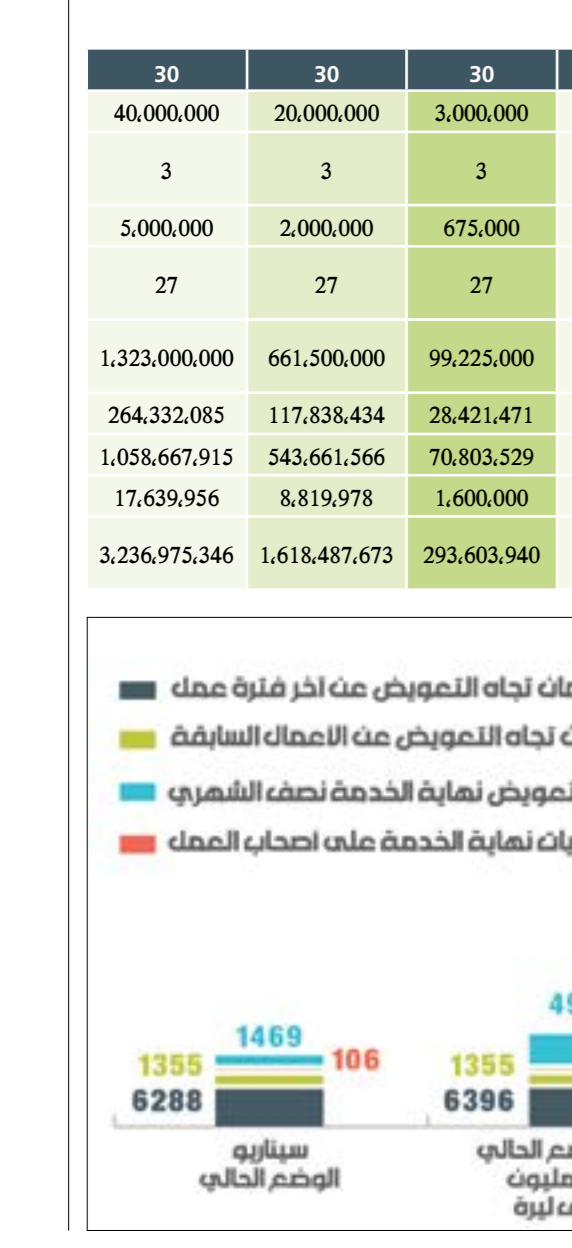 30 30 30
40،000،000 20،000،000 3،000،000
3 3 3
5،000،000 2،000،000 675،000
27 27 27
1،323،000،000 661،500،000 99،225،000
264،332،085 117،838،434 28،421،471
1،058،667،915 543،661،566 70،803،529
17،639،956 8،819،978 1،600،000
3،236،975،346 1،618،487،673 293،603،940
تجاه التعويض عن آخر فترة عمل
تجاه التعويض عن الاعمال السابقة
نهاية الخدمة نصف الشهري
نهاية الخدمة على اصحاب العمل
1469
1355 106 1355
6288 6396
سيناريو الحالي
الوضع الحالي
ليرة